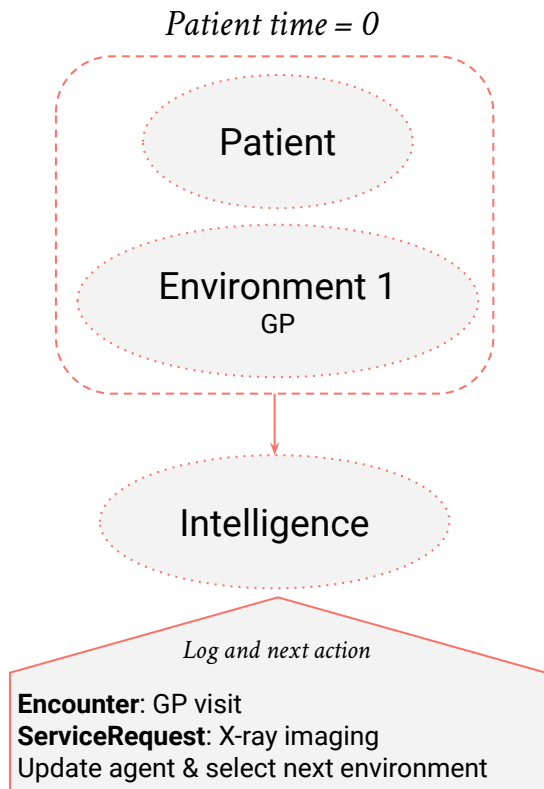 Patient time = 0
Patient
Environment 1
GP
Intelligence
Log and next action
Encounter: GP visit
ServiceRequest: X-ray imaging
Update agent & select next environment